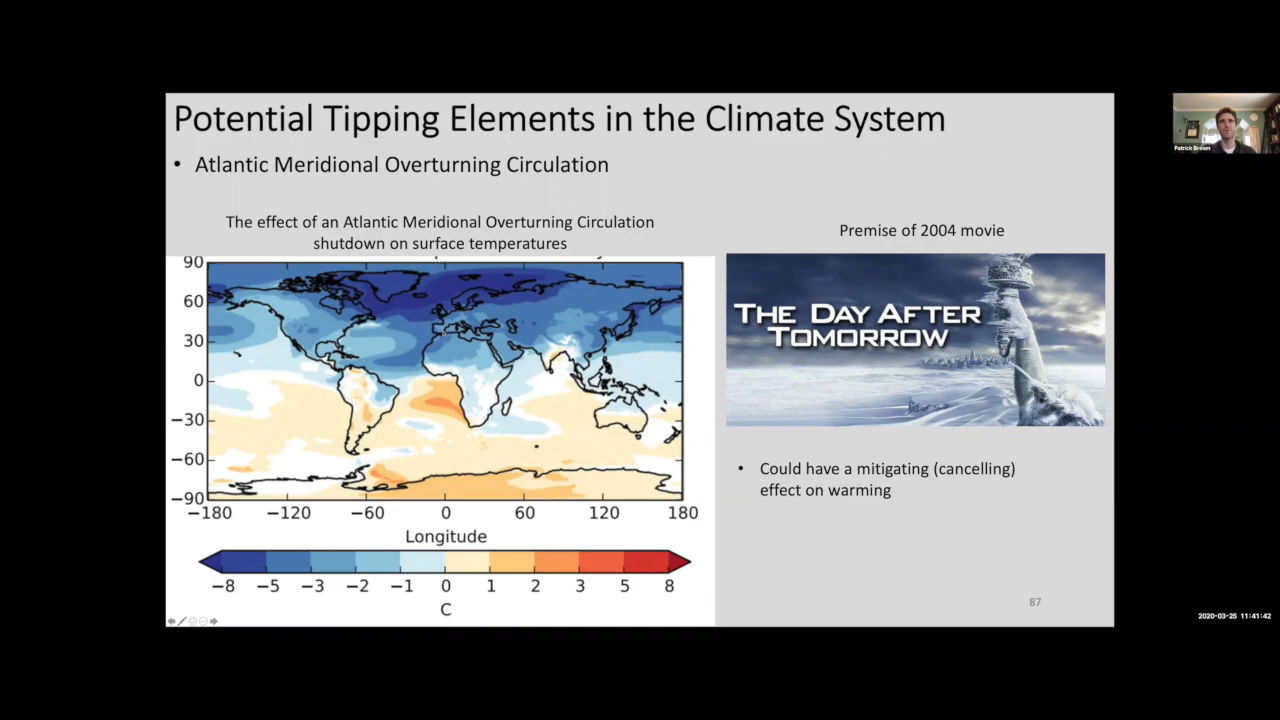 Potential Tipping Elements in the Climate System
• Atlantic Meridional Overturning Circulation
The effect of an Atlantic Meridional Overturning Circulation
shutdown on surface temperatures
90
60
30
0
−30
−60
−90
−180 −120 −60 0 60 120 180
Longitude
−8 −5 −3 −2 −1 0 1 2 3 5 8
C
Premise of 2004 movie
THE DAY AFTER
TOMORROW
• Could have a mitigating (cancelling)
effect on warming
87
Patrick Brown
2020-03-25 11:41:42